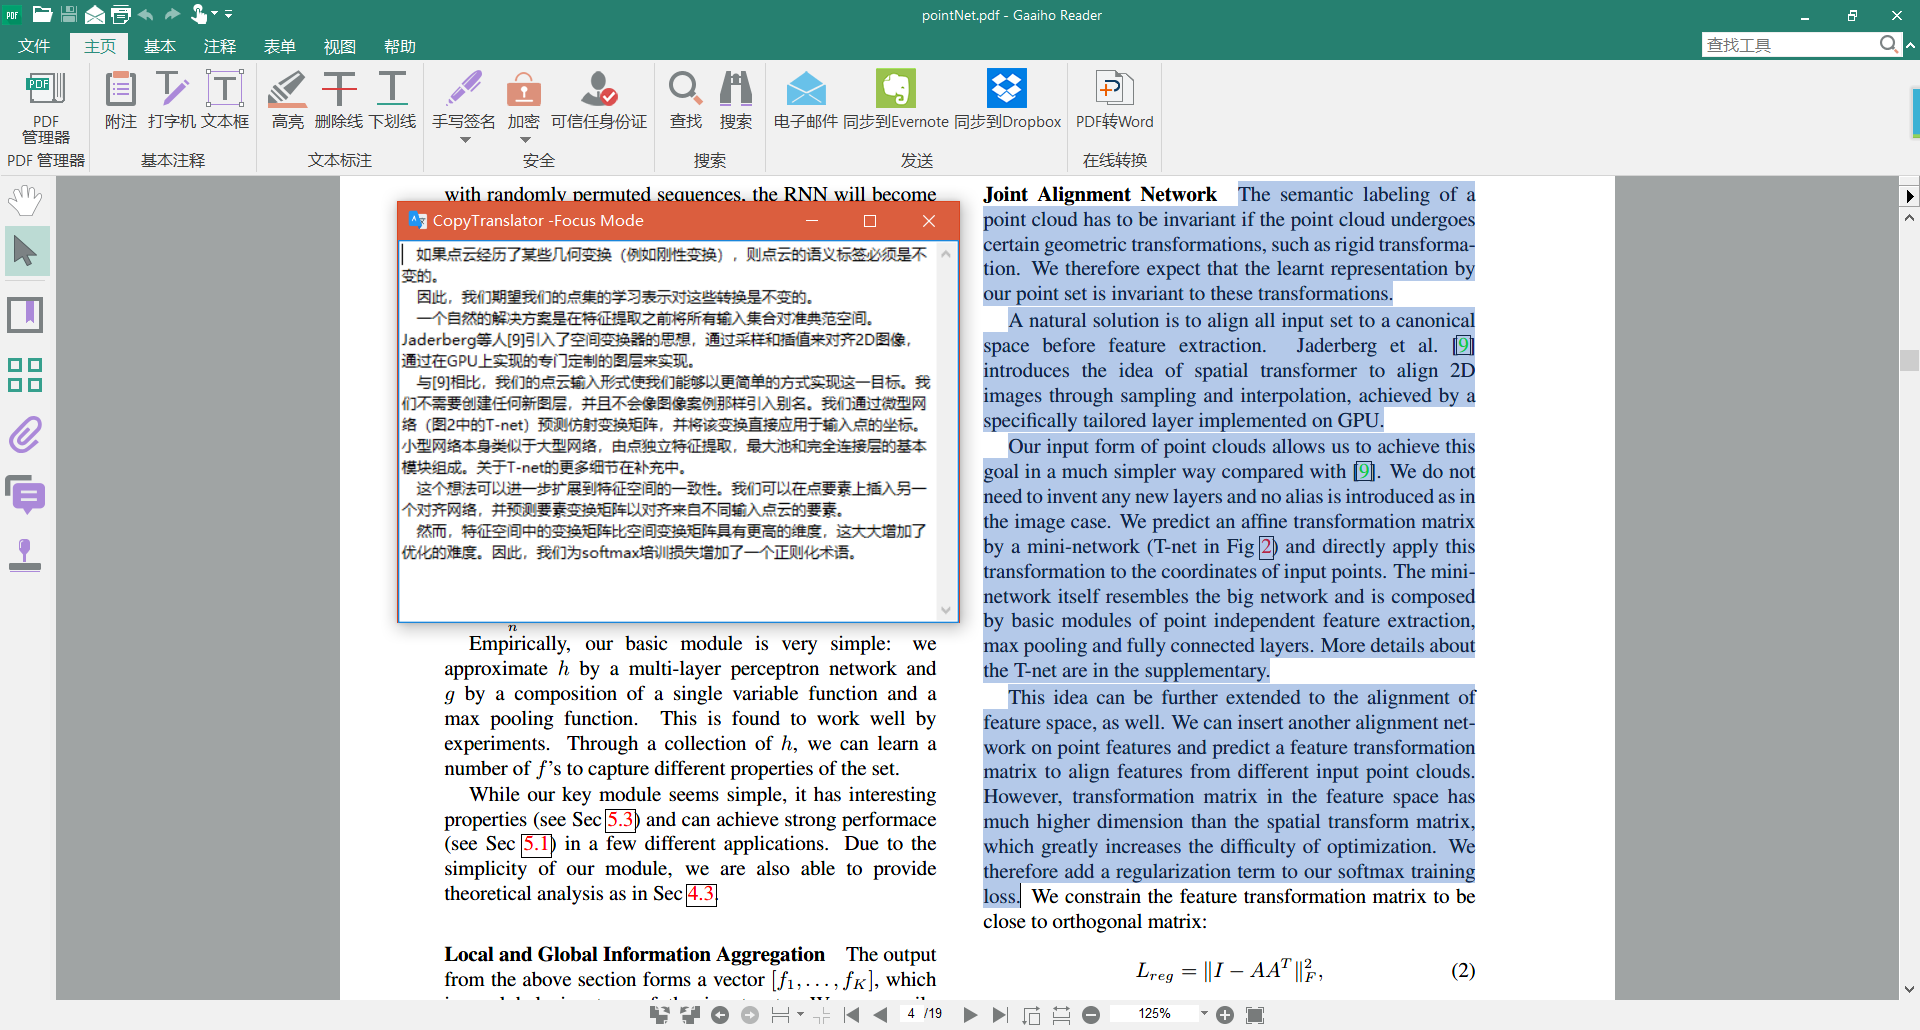 pointNet.pdf - Gaaiho Reader
文件 主页 基本 注释 表单 视图 帮助
查找工具
PDF
管理器
附注 打字机 文本框
高亮 删除线 下划线
手写签名 加密 可信任身份证
查找 搜索
电子邮件 同步到Evernote 同步到Dropbox
PDF转Word
PDF 管理器 基本注释 文本标注 安全 搜索 发送 在线转换
with randomly permuted sequences, the RNN will become
CopyTranslator -Focus Mode
如果点云经历了某些几何变换（例如刚性变换），则点云的语义标签必须是不
变的。
因此，我们期望我们的点集的学习表示对这些转换是不变的。
一个自然的解决方案是在特征提取之前将所有输入集合对准典范空间。
Jaderberg等人[9]引入了空间变换器的思想，通过采样和插值来对齐2D图像，
通过在GPU上实现的专门定制的图层来实现。
与[9]相比，我们的点云输入形式使我们能够以更简单的方式实现这一目标。我
们不需要创建任何新图层，并且不会像图像案例那样引入别名。我们通过微型网
络（图2中的T-net）预测仿射变换矩阵，并将该变换直接应用于输入点的坐标。
小型网络本身类似于大型网络，由点独立特征提取，最大池和完全连接层的基本
模块组成。关于T-net的更多细节在补充中。
这个想法可以进一步扩展到特征空间的一致性。我们可以在点要素上插入另一
个对齐网络，并预测要素变换矩阵以对齐来自不同输入点云的要素。
然而，特征空间中的变换矩阵比空间变换矩阵具有更高的维度，这大大增加了
优化的难度。因此，我们为softmax培训损失增加了一个正则化术语。
n
Empirically, our basic module is very simple: we
approximate h by a multi-layer perceptron network and
g by a composition of a single variable function and a
max pooling function. This is found to work well by
experiments. Through a collection of h, we can learn a
number of f's to capture different properties of the set.
While our key module seems simple, it has interesting
properties (see Sec 5.3) and can achieve strong performace
(see Sec 5.1) in a few different applications. Due to the
simplicity of our module, we are also able to provide
theoretical analysis as in Sec 4.3.
Local and Global Information Aggregation The output
from the above section forms a vector [f1, . . . , fK], which
Joint Alignment Network The semantic labeling of a
point cloud has to be invariant if the point cloud undergoes
certain geometric transformations, such as rigid transforma-
tion. We therefore expect that the learnt representation by
our point set is invariant to these transformations.
A natural solution is to align all input set to a canonical
space before feature extraction. Jaderberg et al. [9]
introduces the idea of spatial transformer to align 2D
images through sampling and interpolation, achieved by a
specifically tailored layer implemented on GPU.
Our input form of point clouds allows us to achieve this
goal in a much simpler way compared with [9]. We do not
need to invent any new layers and no alias is introduced as in
the image case. We predict an affine transformation matrix
by a mini-network (T-net in Fig 2) and directly apply this
transformation to the coordinates of input points. The mini-
network itself resembles the big network and is composed
by basic modules of point independent feature extraction,
max pooling and fully connected layers. More details about
the T-net are in the supplementary.
This idea can be further extended to the alignment of
feature space, as well. We can insert another alignment net-
work on point features and predict a feature transformation
matrix to align features from different input point clouds.
However, transformation matrix in the feature space has
much higher dimension than the spatial transform matrix,
which greatly increases the difficulty of optimization. We
therefore add a regularization term to our softmax training
loss. We constrain the feature transformation matrix to be
close to orthogonal matrix:
Lreg = ‖I − AA^T‖²F, (2)
4 /19
125%